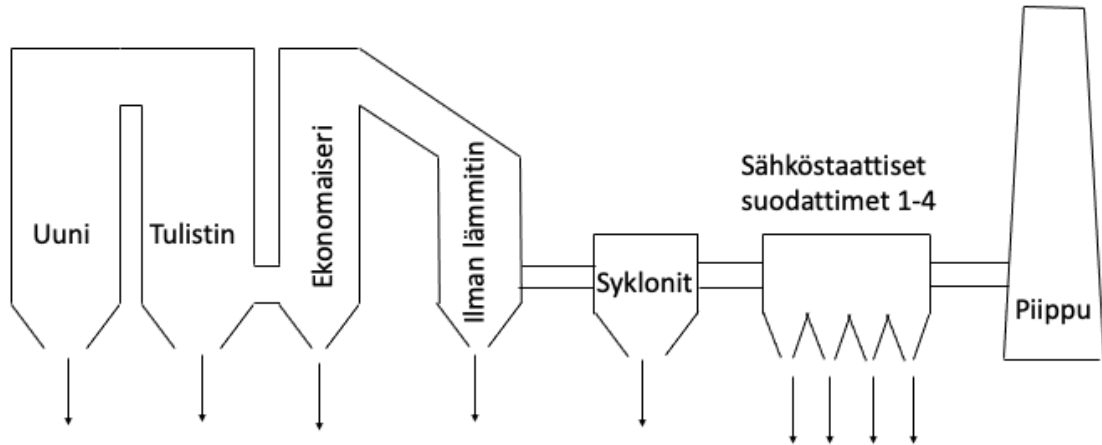 Uuni
Tulistin
Ekonomaiseri
Ilman lämmitin
Syklonit
Sähköstaattiset
suodattimet 1-4
Piippu